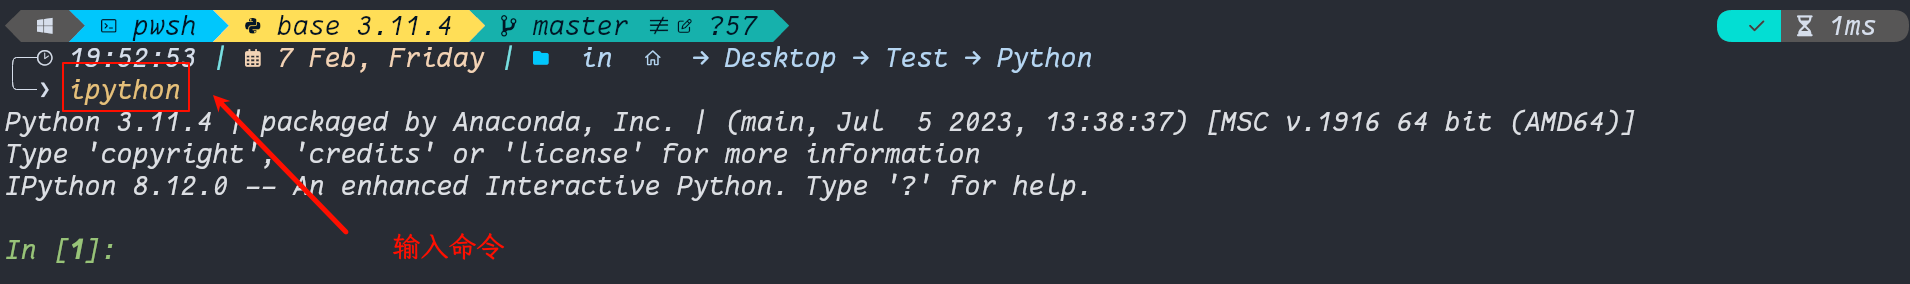 pwsh base 3.11.4 master ≢ ?57 ✓ 1ms
19:52:53 | 7 Feb, Friday | in → Desktop → Test → Python
❯ ipython
Python 3.11.4 | packaged by Anaconda, Inc. | (main, Jul  5 2023, 13:38:37) [MSC v.1916 64 bit (AMD64)]
Type 'copyright', 'credits' or 'license' for more information
IPython 8.12.0 -- An enhanced Interactive Python. Type '?' for help.
In [1]:
输入命令